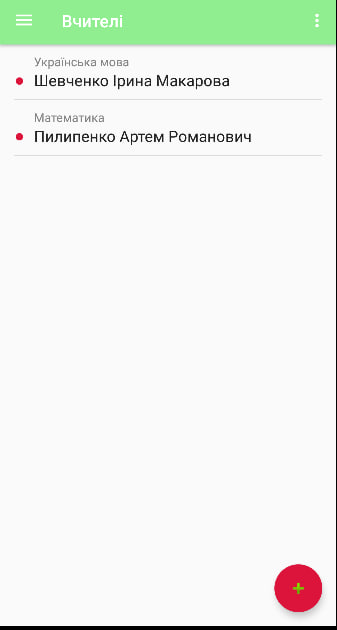 Вчителі
Українська мова
Шевченко Ірина Макарова
Математика
Пилипенко Артем Романович
+